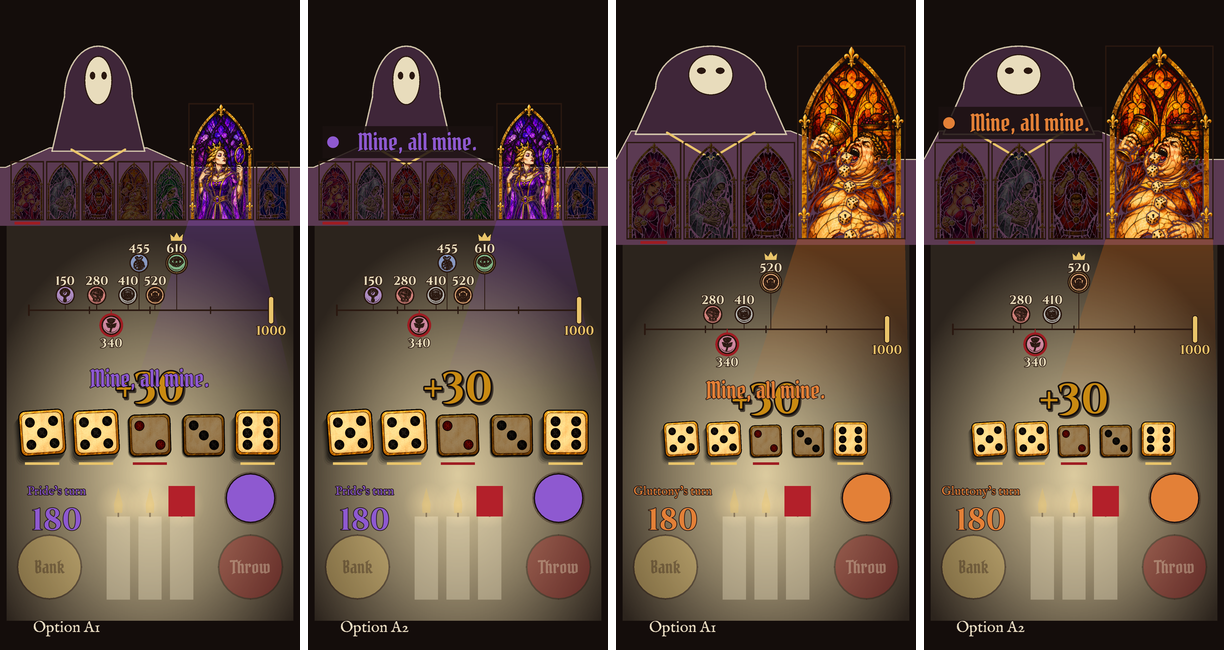 455 610
150 280 410 520
1000
340
Mine, all mine.
+30
Pride's turn
180
Bank
Throw
Option A1
Mine, all mine.
455 610
150 280 410 520
1000
340
+30
Pride's turn
180
Bank
Throw
Option A2
520
280 410
1000
340
Mine, all mine.
+30
Gluttony's turn
180
Bank
Throw
Option A1
Mine, all mine.
520
280 410
1000
340
+30
Gluttony's turn
180
Bank
Throw
Option A2